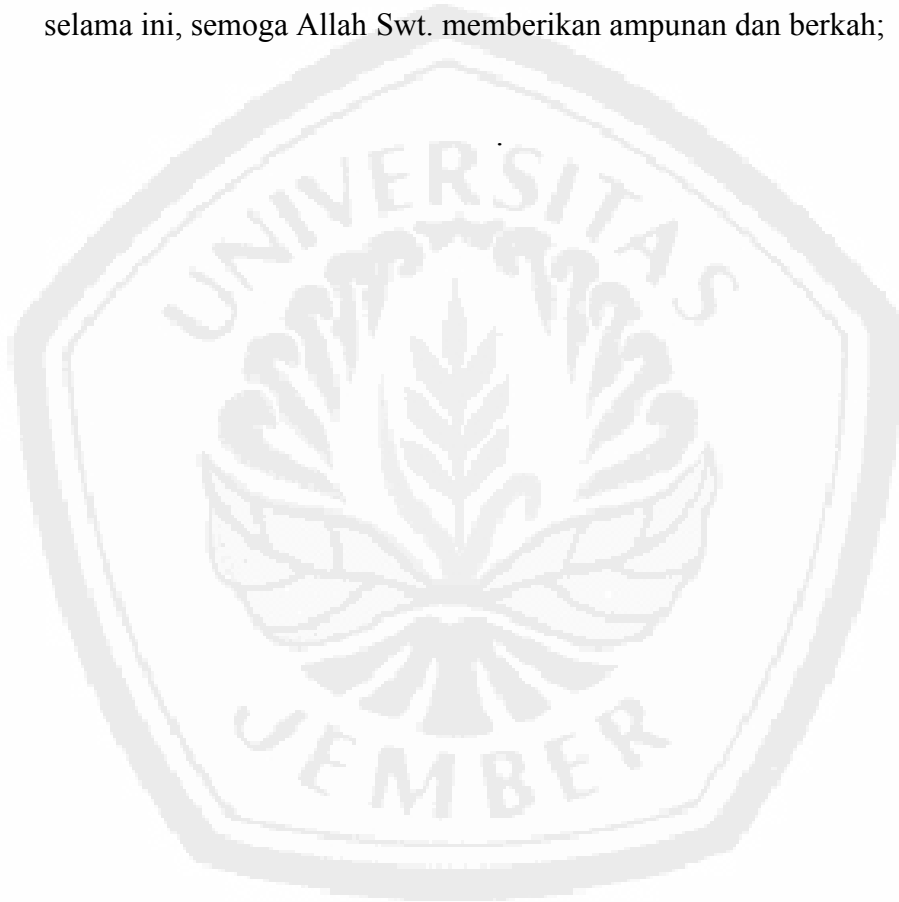 selama ini, semoga Allah Swt. memberikan ampunan dan berkah;
.
UNIVERSITAS
JEMBER